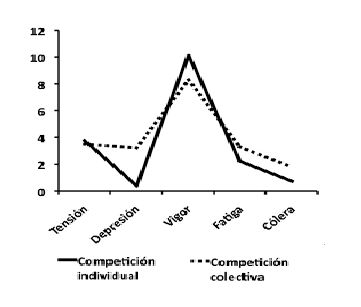 12
10
8
6
4
2
0
Tensión
Depresión
Vigor
Fatiga
Cólera
Competición
individual
Competición
colectiva